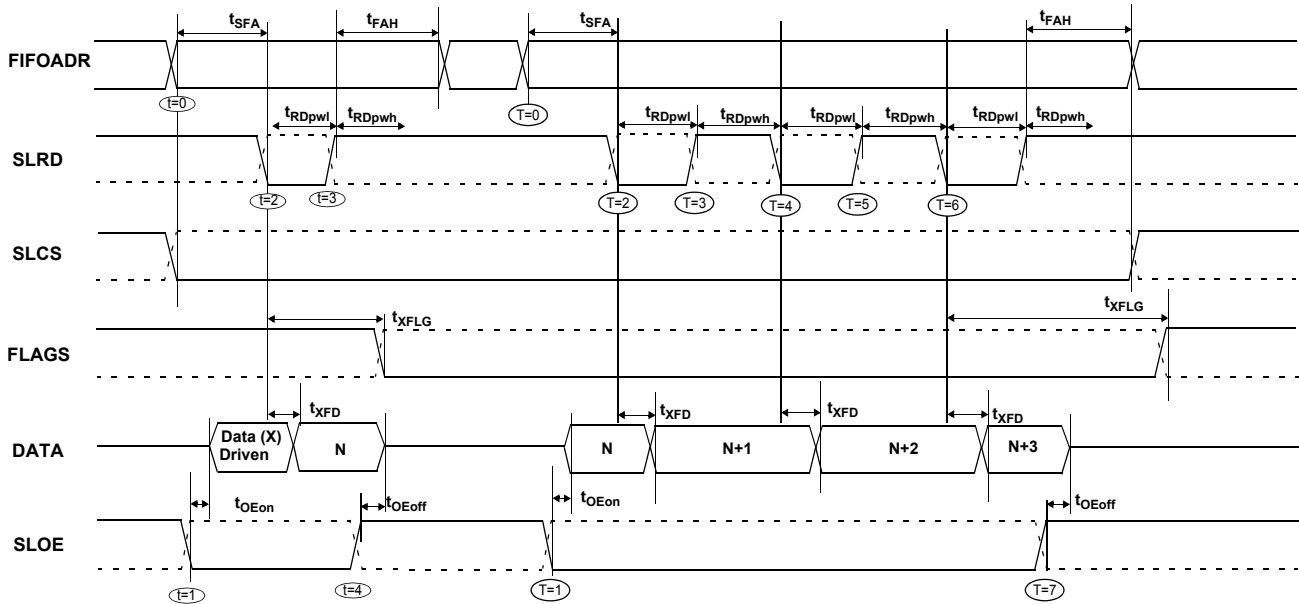 tSFA tFAH tSFA tFAH
FIFOADR
t=0 T=0
tRDpwl tRDpwh tRDpwl tRDpwh tRDpwl tRDpwh tRDpwl tRDpwh
SLRD
t=2 t=3 T=2 T=3 T=4 T=5 T=6
SLCS
tXFLG tXFLG
FLAGS
tXFD tXFD tXFD tXFD
DATA
Data (X)
Driven
N N N+1 N+2 N+3
tOEon tOEoff tOEon tOEoff
SLOE
t=1 t=4 T=1 T=7